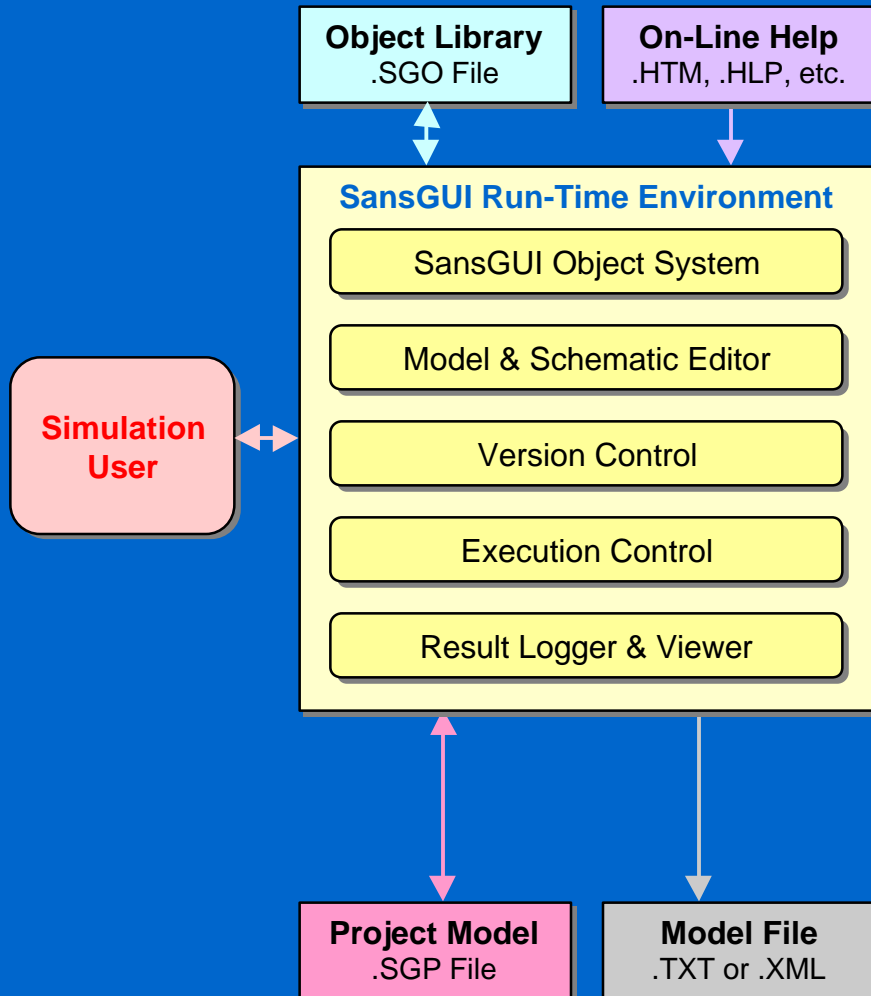 Object Library
.SGO File
On-Line Help
.HTM, .HLP, etc.
SansGUI Run-Time Environment
SansGUI Object System
Model & Schematic Editor
Version Control
Execution Control
Result Logger & Viewer
Simulation
User
Project Model
.SGP File
Model File
.TXT or .XML